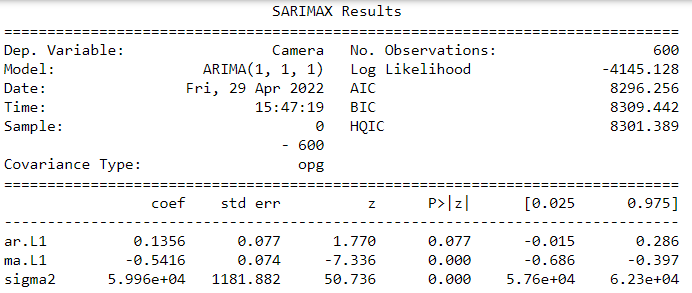 SARIMAX Results
==============================================================================
Dep. Variable:                 Camera   No. Observations:                  600
Model:                 ARIMA(1, 1, 1)   Log Likelihood               -4145.128
Date:                Fri, 29 Apr 2022   AIC                           8296.256
Time:                        15:47:19   BIC                           8309.442
Sample:                             0   HQIC                          8301.389
- 600
Covariance Type:                  opg
==============================================================================
coef    std err          z      P>|z|      [0.025      0.975]
------------------------------------------------------------------------------
ar.L1          0.1356      0.077      1.770      0.077      -0.015       0.286
ma.L1         -0.5416      0.074     -7.336      0.000      -0.686      -0.397
sigma2      5.996e+04   1181.882     50.736      0.000    5.76e+04    6.23e+04